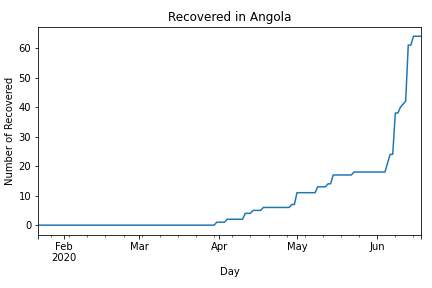 Recovered in Angola
Number of Recovered
60
50
40
30
20
10
0
Feb
2020
Mar
Apr
May
Jun
Day